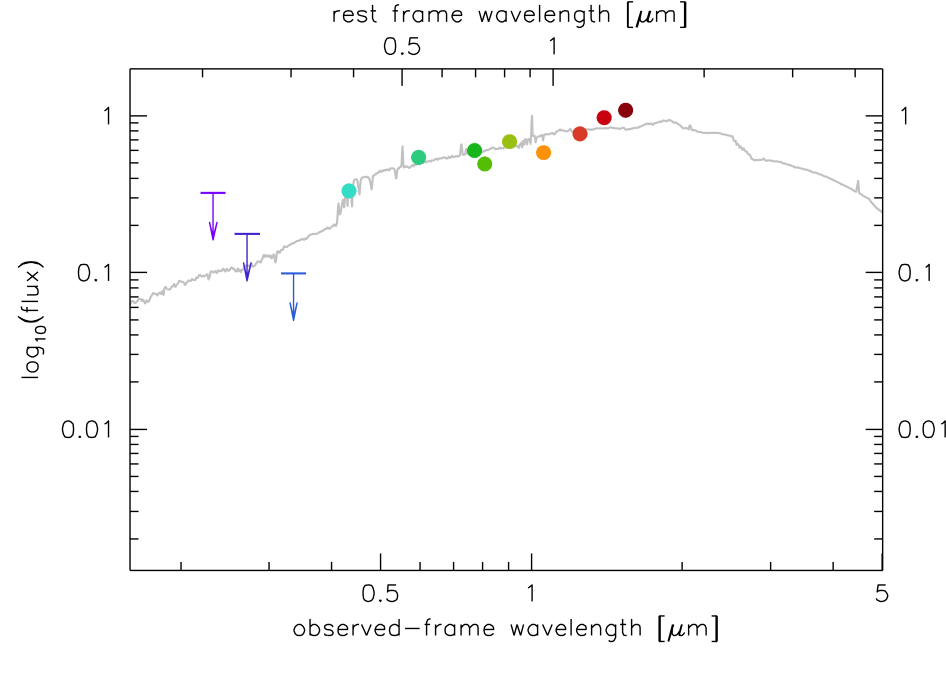 rest frame wavelength [μm]
0.5 1
1 1
0.1 0.1
log10(flux)
0.01 0.01
0.5 1 5
observed-frame wavelength [μm]